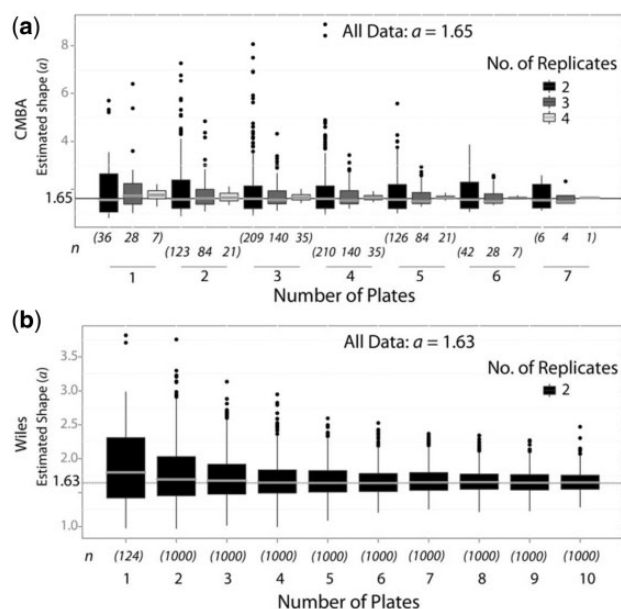 (a)
All Data: a = 1.65
No. of Replicates
2
3
4
CMBA
Estimated shape (a)
8
6
4
1.65
n
(36 28 7)
(123 84 21)
(209 140 35)
(210 140 35)
(126 84 21)
(42 28 7)
(6 4 1)
1 2 3 4 5 6 7
Number of Plates
(b)
All Data: a = 1.63
No. of Replicates
2
Wiles
Estimated Shape (a)
3.5
3.0
2.5
2.0
1.63
1.0
n (124) (1000) (1000) (1000) (1000) (1000) (1000) (1000) (1000) (1000)
1 2 3 4 5 6 7 8 9 10
Number of Plates